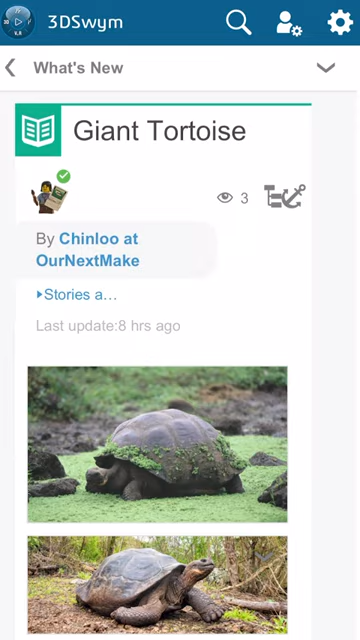 3DSwym
What's New
Giant Tortoise
3
By Chinloo at
OurNextMake
Stories a...
Last update:8 hrs ago